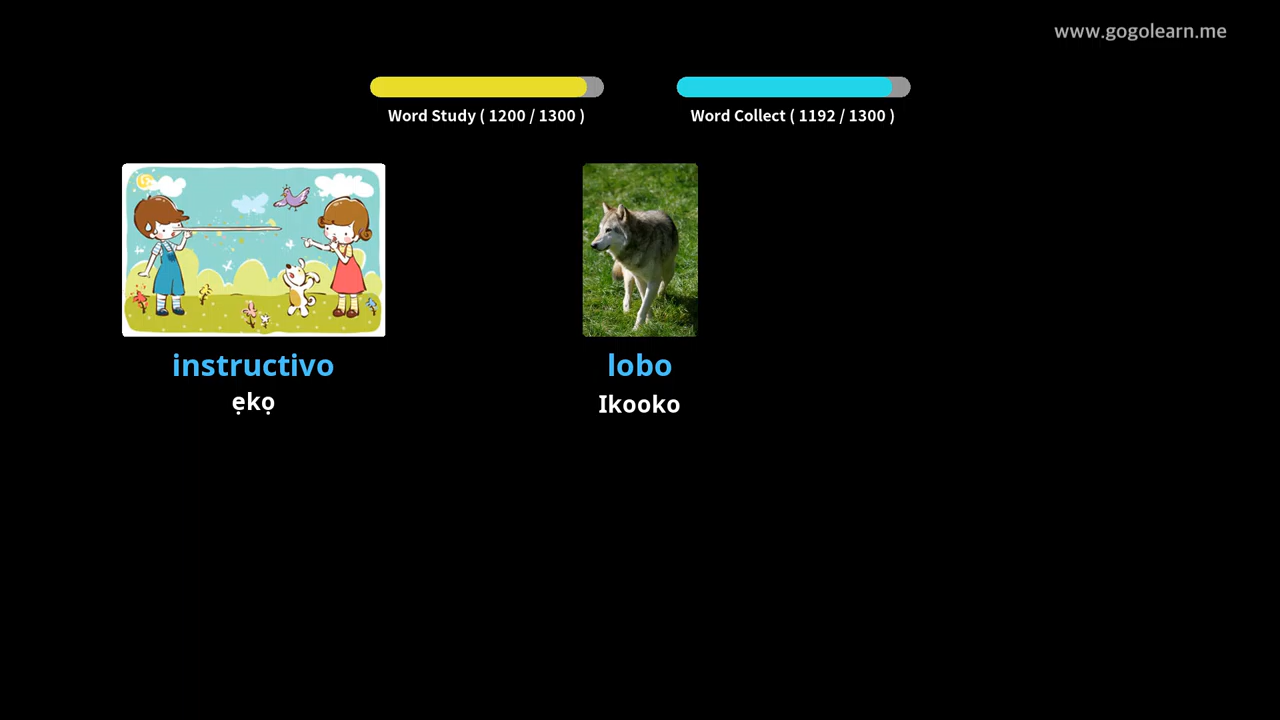 www.gogolearn.me
Word Study ( 1200 / 1300 )
Word Collect ( 1192 / 1300 )
instructivo
ẹkọ
lobo
Ikooko